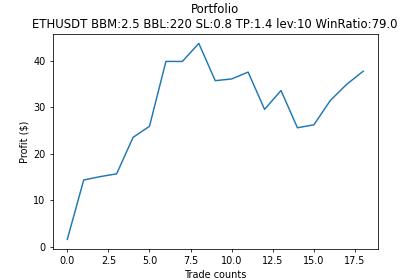 Portfolio
ETHUSDT BBM:2.5 BBL:220 SL:0.8 TP:1.4 lev:10 WinRatio:79.0
40
30
20
10
0
Profit ($)
0.0 2.5 5.0 7.5 10.0 12.5 15.0 17.5
Trade counts